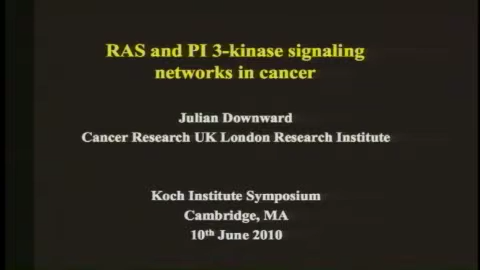 RAS and PI 3-kinase signaling
networks in cancer
Julian Downward
Cancer Research UK London Research Institute
Koch Institute Symposium
Cambridge, MA
10th June 2010